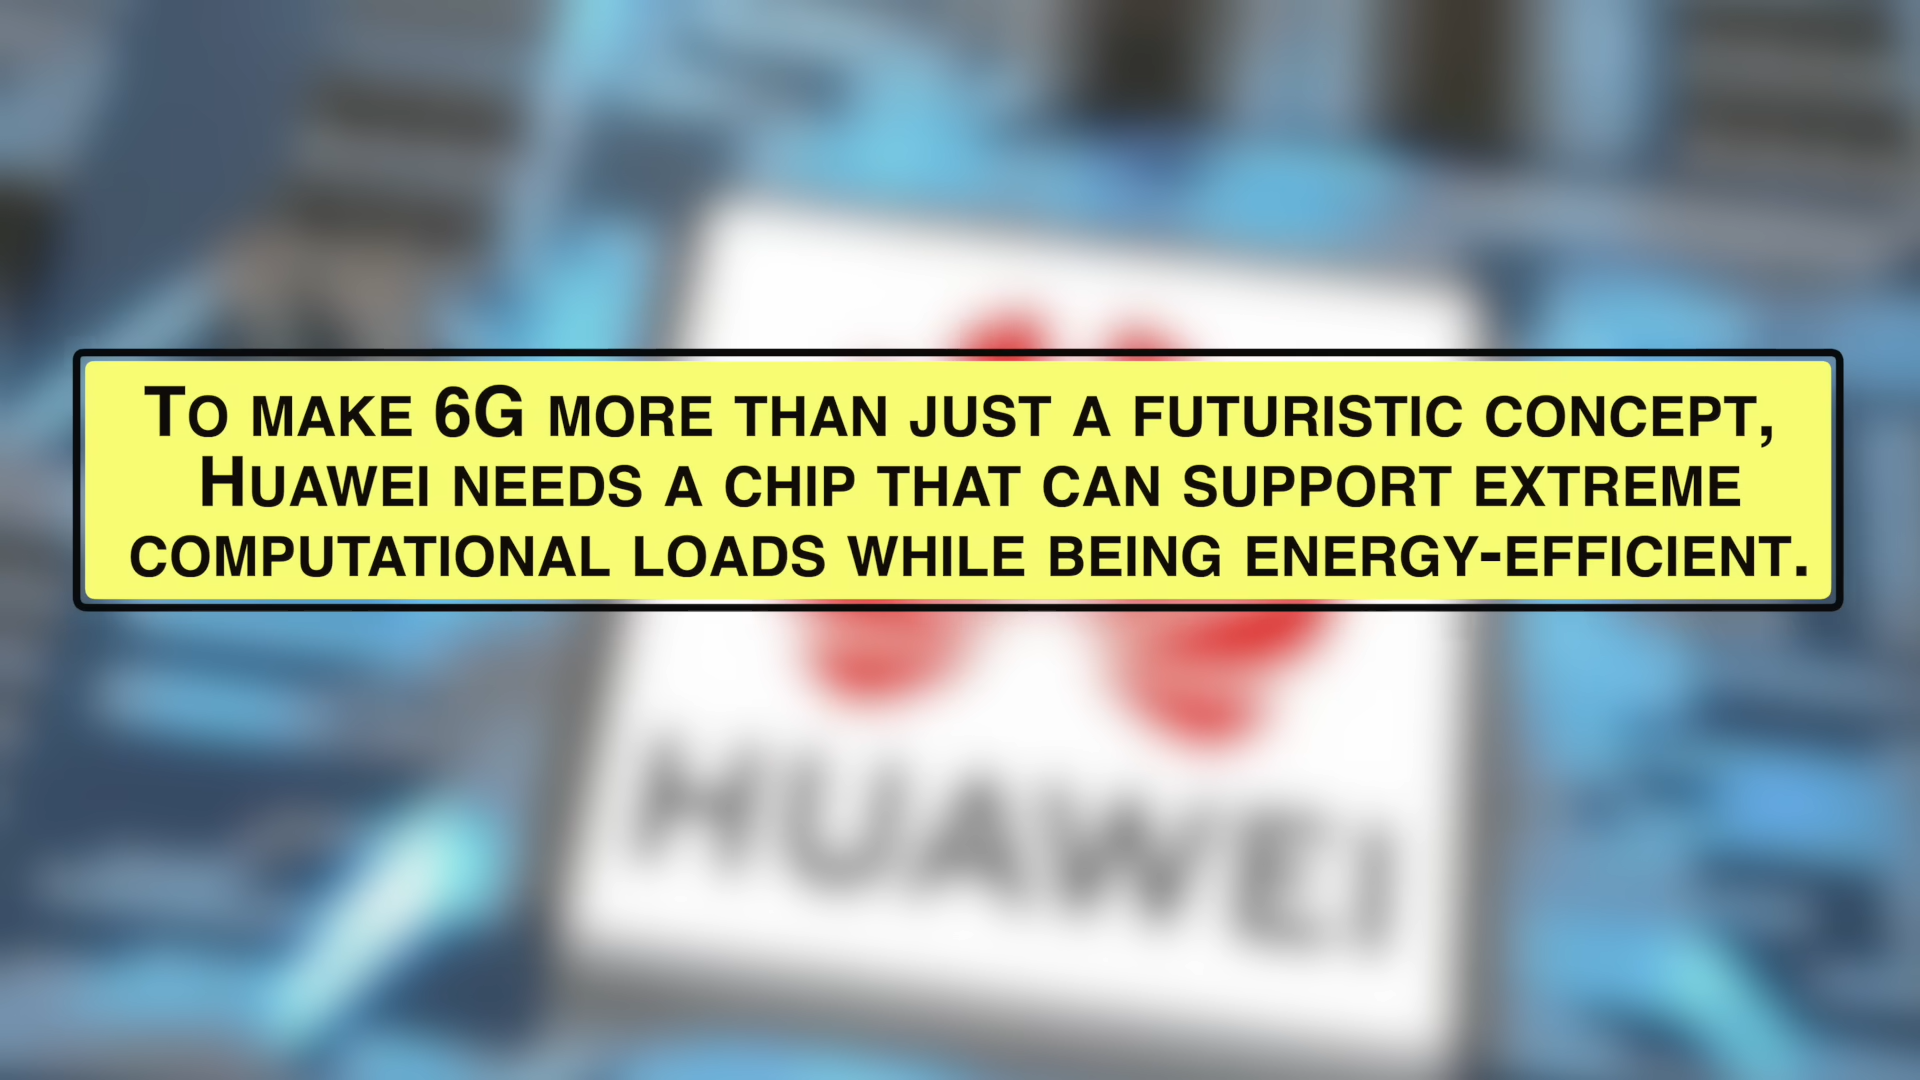 To make 6G more than just a futuristic concept,
Huawei needs a chip that can support extreme
computational loads while being energy-efficient.
HUAWEI